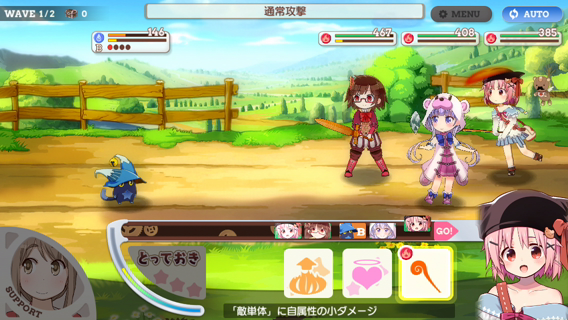 WAVE 1/2 0
通常攻撃
MENU
AUTO
146
B
467
408
385
B
GO!
とっておき
SUPPORT
「敵単体」に自属性の小ダメージ